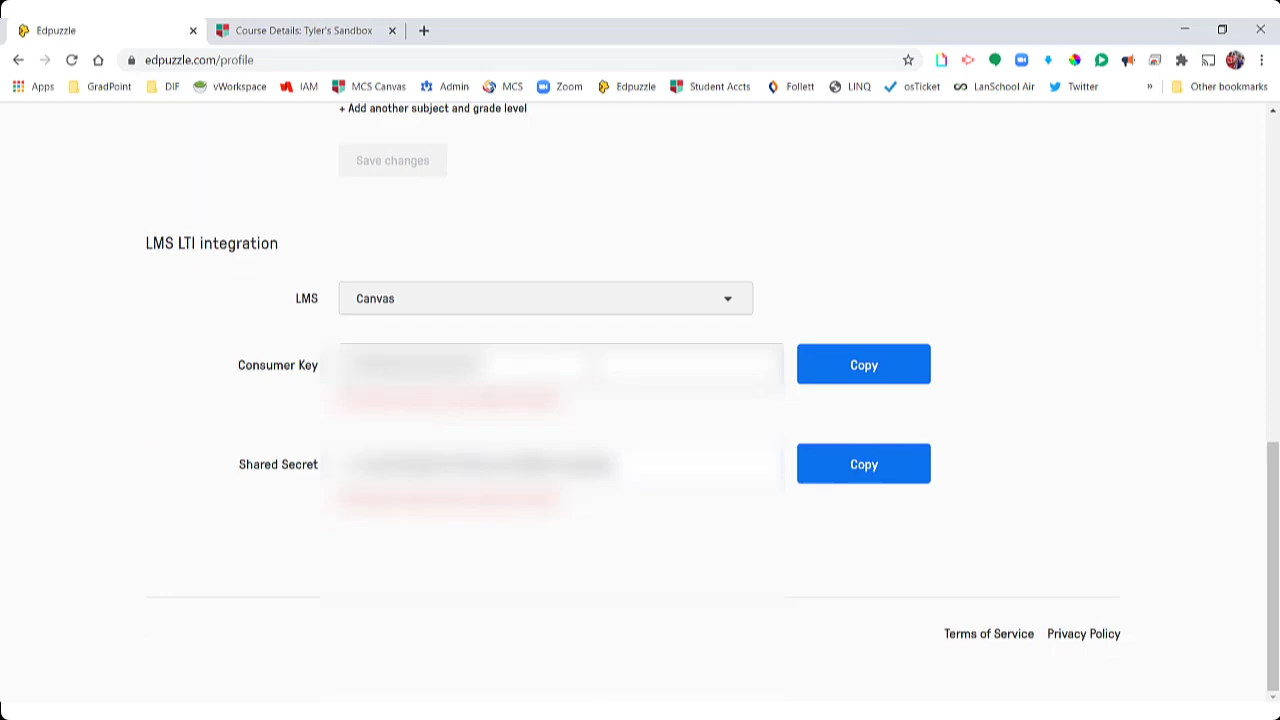 Edpuzzle
Course Details: Tyler's Sandbox
edpuzzle.com/profile
Apps GradPoint DIF vWorkspace IAM MCS Canvas Admin MCS Zoom Edpuzzle Student Accts Follett LINQ osTicket LanSchool Air Twitter » Other bookmarks
+ Add another subject and grade level
Save changes
LMS LTI integration
LMS Canvas
Consumer Key Copy
Shared Secret Copy
Terms of Service Privacy Policy